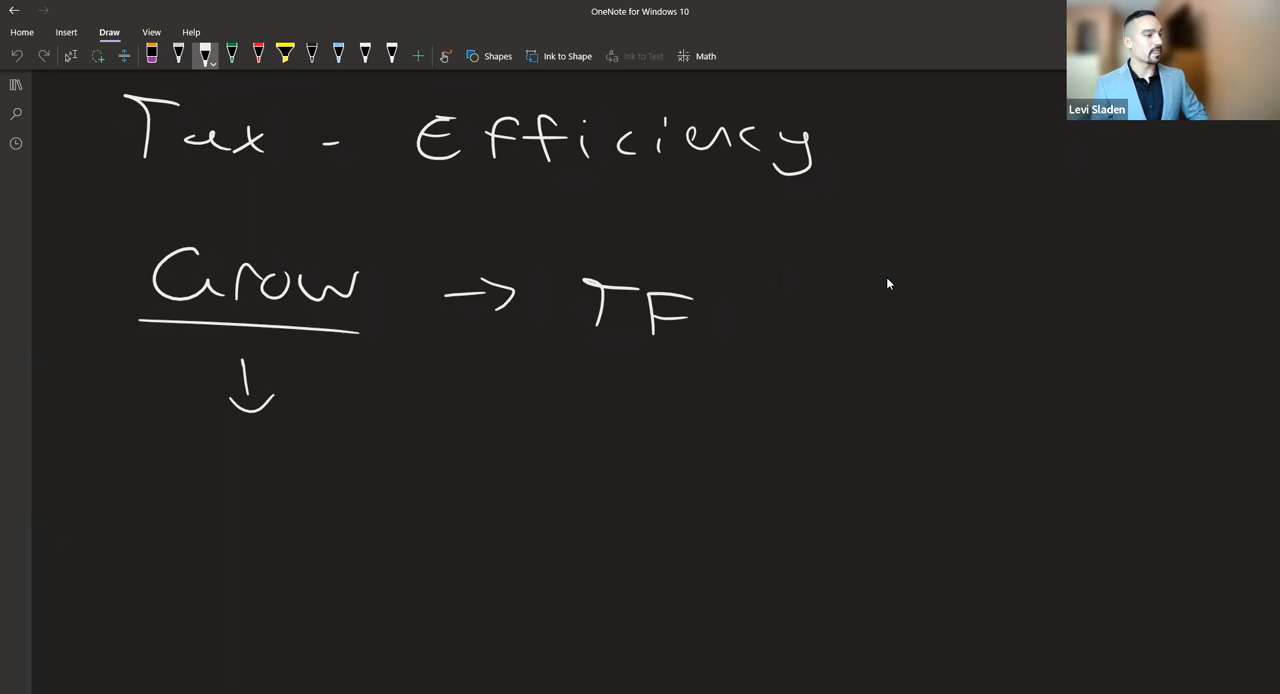 OneNote for Windows 10
Home Insert Draw View Help
Shapes Ink to Shape Ink to Text Math
Levi Sladen
Tax - Efficiency
Grow → TF
↓